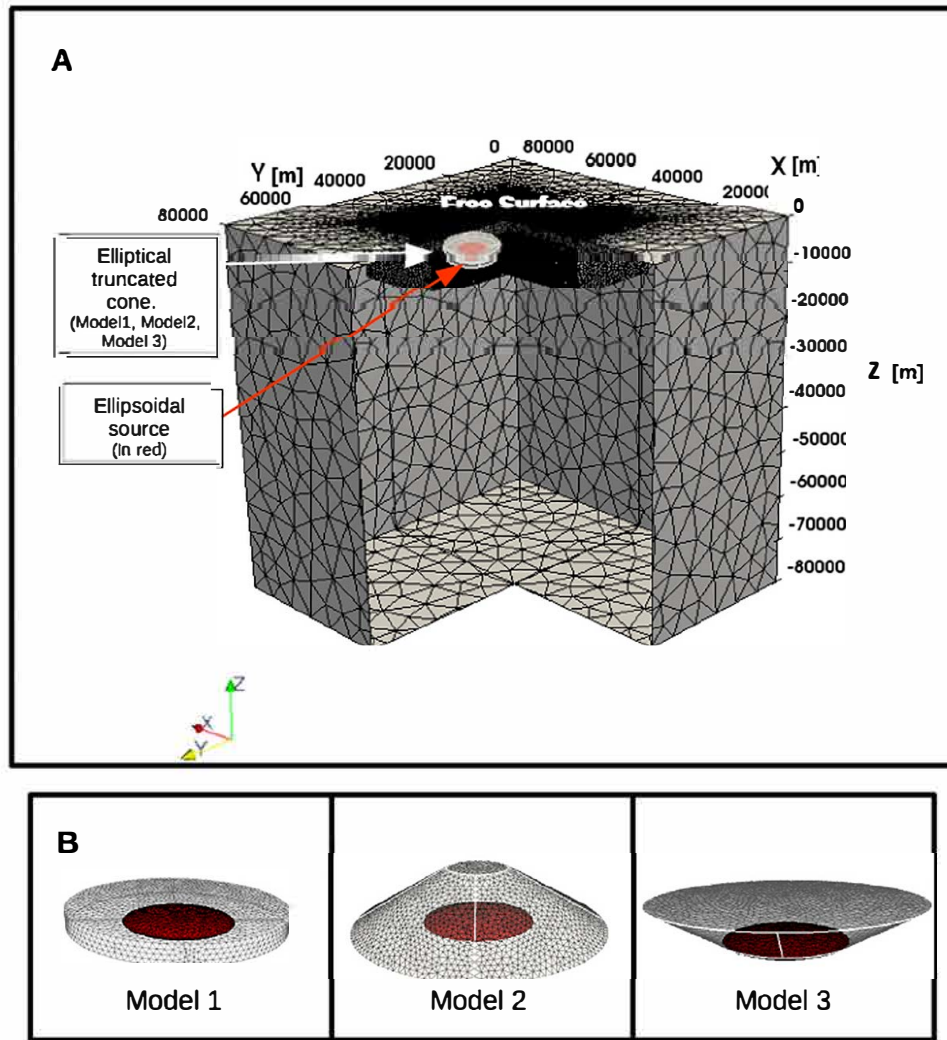 A
0
80000
20000
60000
Y [m]
X [m]
40000
40000
60000
20000
80000
0
Free Surface
Elliptical
truncated
cone.
(Model1, Model2,
Model 3)
-10000
-20000
-30000
Z [m]
-40000
Ellipsoidal
source
(In red)
-50000
-60000
-70000
-80000
Z
X
Y
B
Model 1
Model 2
Model 3